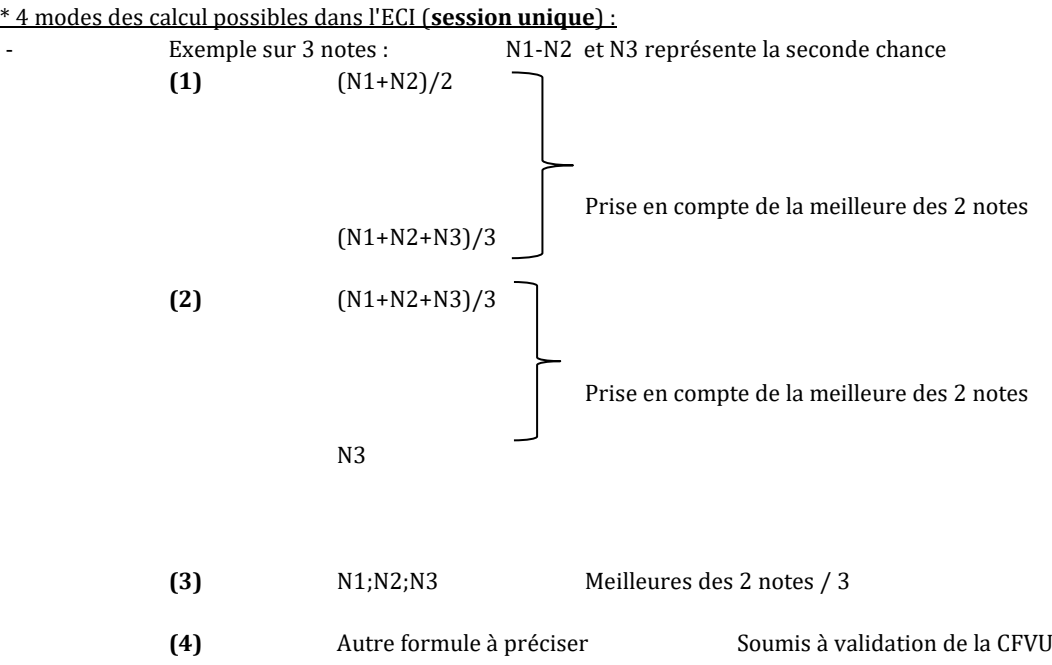 * 4 modes des calcul possibles dans l'ECI (session unique) :
- Exemple sur 3 notes : N1-N2 et N3 représente la seconde chance
(1) (N1+N2)/2
Prise en compte de la meilleure des 2 notes
(N1+N2+N3)/3
(2) (N1+N2+N3)/3
Prise en compte de la meilleure des 2 notes
N3
(3) N1;N2;N3 Meilleures des 2 notes / 3
(4) Autre formule à préciser Soumis à validation de la CFVU